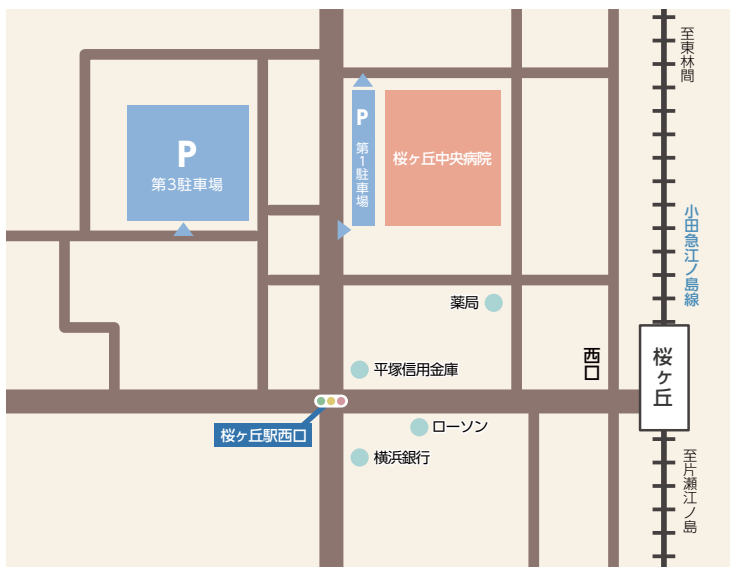 至東林間
P
第1駐車場
桜ヶ丘中央病院
P
第3駐車場
小田急江ノ島線
薬局
西口
桜ヶ丘
平塚信用金庫
ローソン
桜ヶ丘駅西口
横浜銀行
至片瀬江ノ島